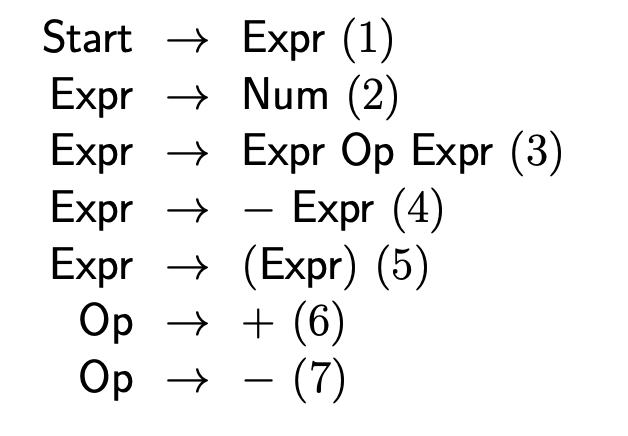 Start → Expr (1)
Expr → Num (2)
Expr → Expr Op Expr (3)
Expr → − Expr (4)
Expr → (Expr) (5)
Op → + (6)
Op → − (7)